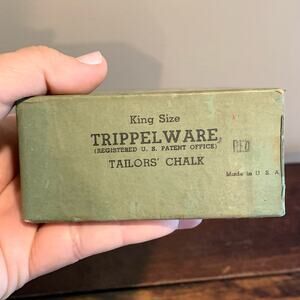 King Size
TRIPPELWARE
(REGISTERED U. S. PATENT OFFICE)
TAILORS' CHALK
RED
Made in U. S. A